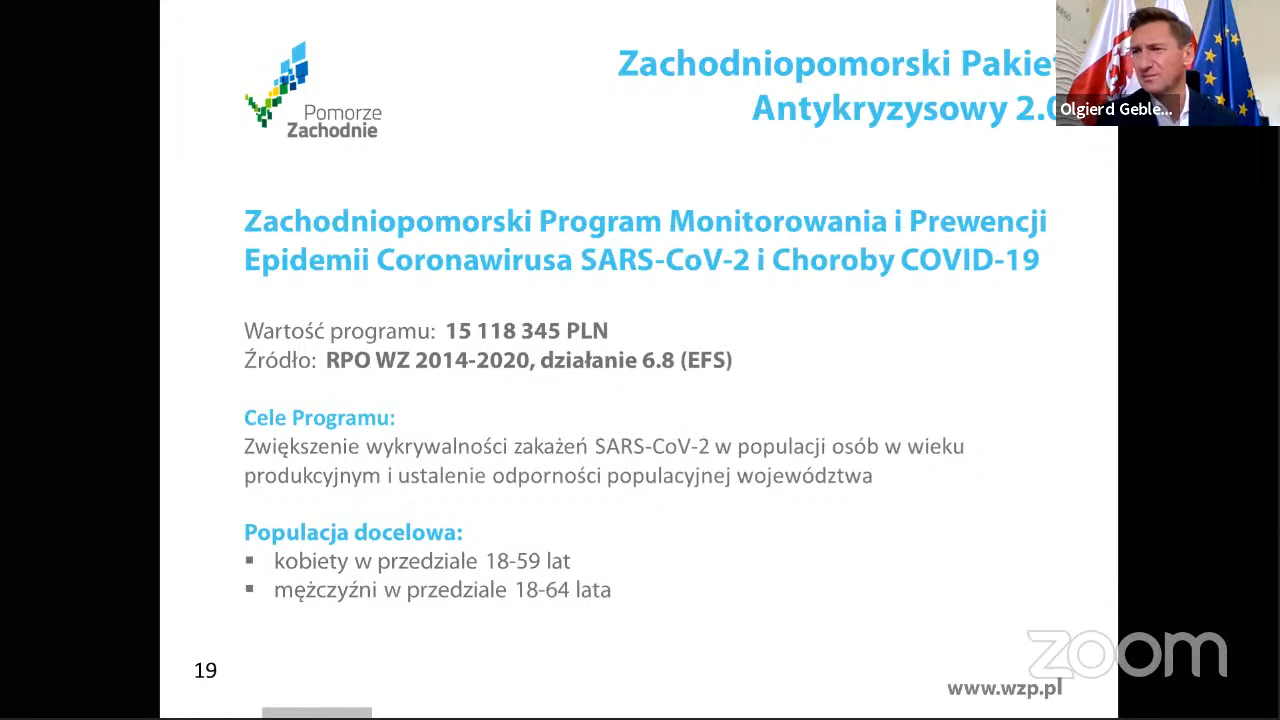 Pomorze
Zachodnie
Zachodniopomorski Pakie
Antykryzysowy 2.0
Olgierd Geble...
Zachodniopomorski Program Monitorowania i Prewencji
Epidemii Coronawirusa SARS-CoV-2 i Choroby COVID-19
Wartość programu: 15 118 345 PLN
Źródło: RPO WZ 2014-2020, działanie 6.8 (EFS)
Cele Programu:
Zwiększenie wykrywalności zakażeń SARS-CoV-2 w populacji osób w wieku
produkcyjnym i ustalenie odporności populacyjnej województwa
Populacja docelowa:
▪ kobiety w przedziale 18-59 lat
▪ mężczyźni w przedziale 18-64 lata
19
zoom
www.wzp.pl